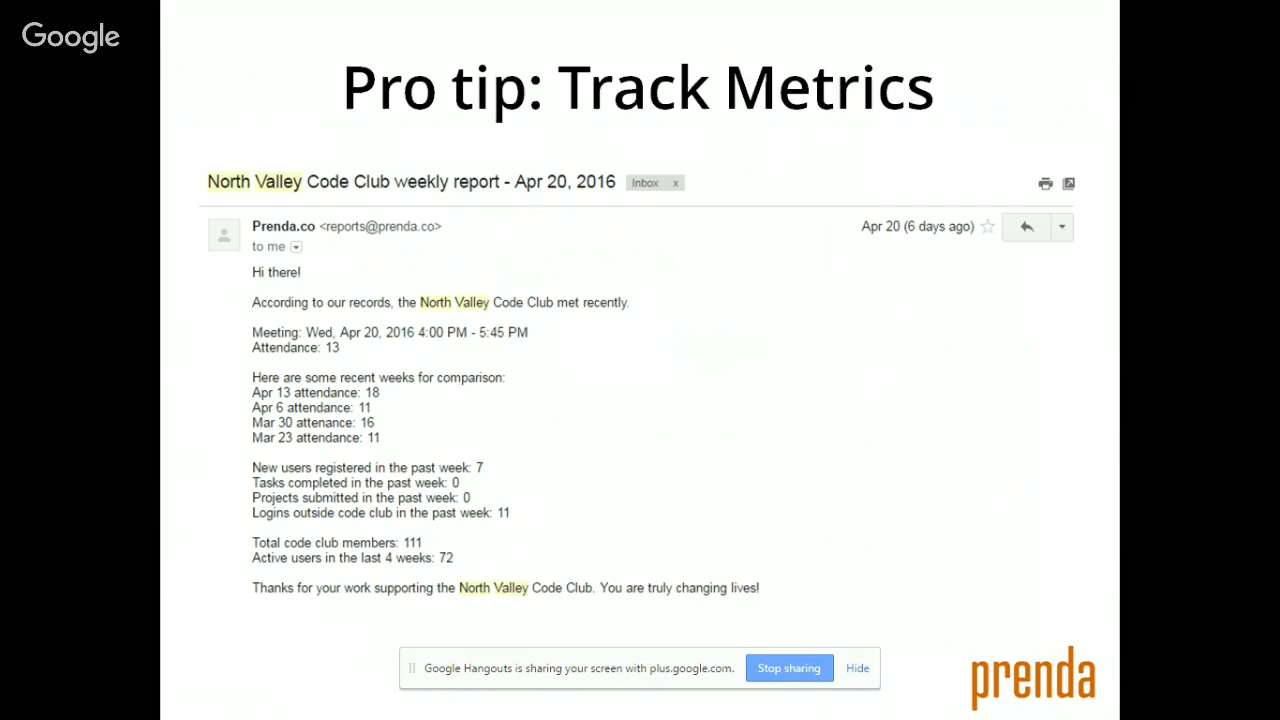 Google
Pro tip: Track Metrics
North Valley Code Club weekly report - Apr 20, 2016 Inbox x
Prenda.co <reports@prenda.co> Apr 20 (6 days ago)
to me
Hi there!
According to our records, the North Valley Code Club met recently.
Meeting: Wed, Apr 20, 2016 4:00 PM - 5:45 PM
Attendance: 13
Here are some recent weeks for comparison:
Apr 13 attendance: 18
Apr 6 attendance: 11
Mar 30 attenance: 16
Mar 23 attendance: 11
New users registered in the past week: 7
Tasks completed in the past week: 0
Projects submitted in the past week: 0
Logins outside code club in the past week: 11
Total code club members: 111
Active users in the last 4 weeks: 72
Thanks for your work supporting the North Valley Code Club. You are truly changing lives!
Google Hangouts is sharing your screen with plus.google.com. Stop sharing Hide
prenda